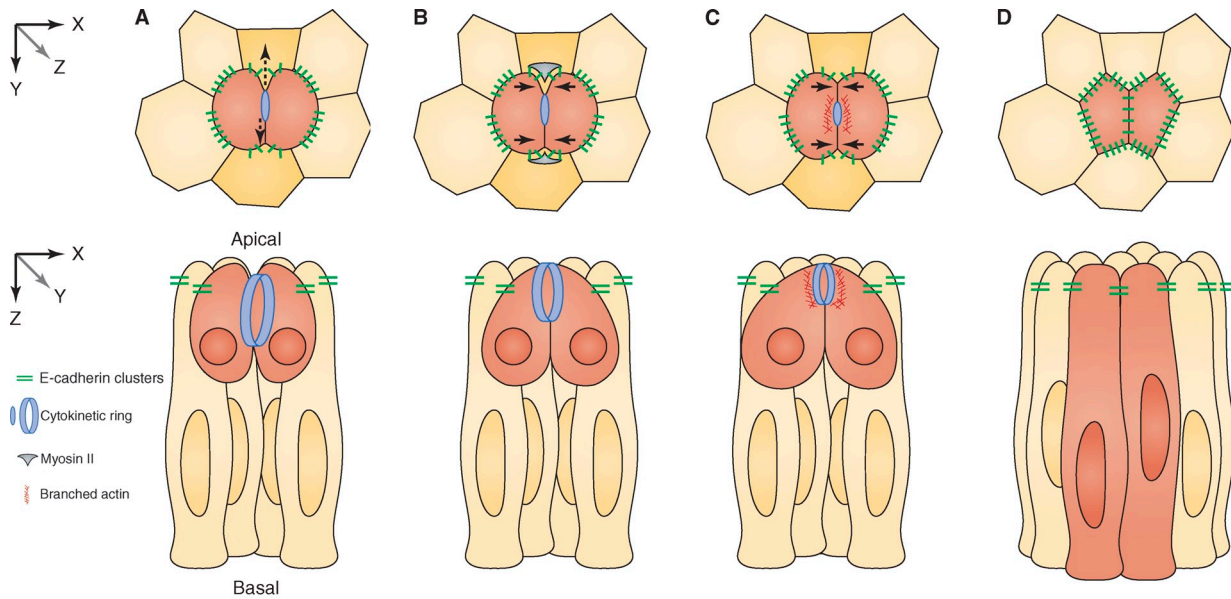 A
B
C
D
X
Y
Z
Apical
X
Y
Z
E-cadherin clusters
Cytokinetic ring
Myosin II
Branched actin
Basal